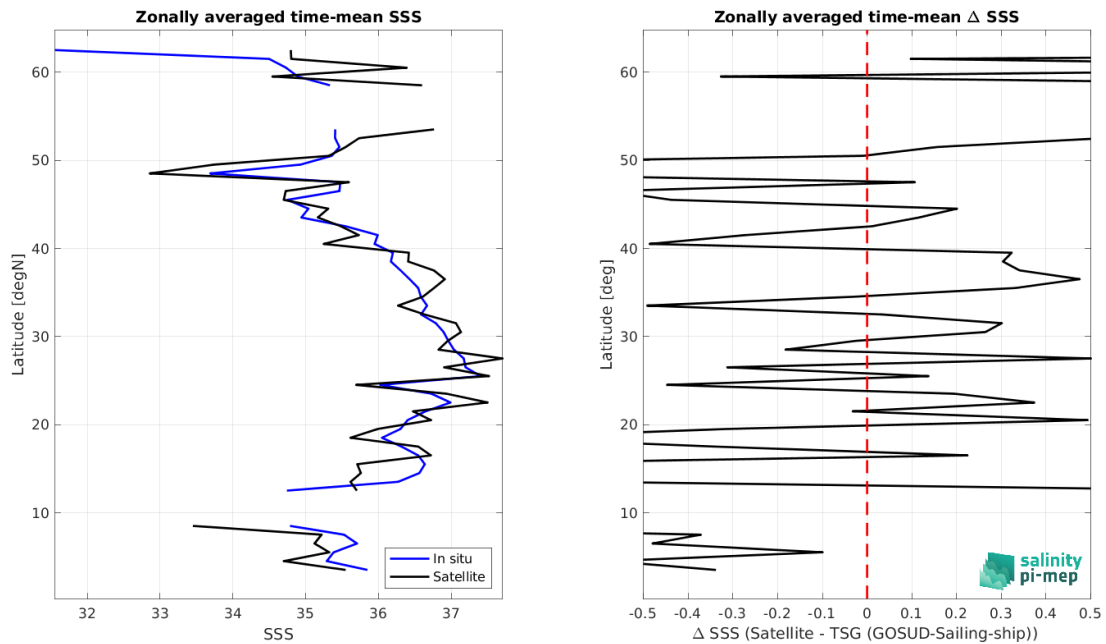 Zonally averaged time-mean SSS
Latitude [degN]
60
50
40
30
20
10
32
33
34
35
36
37
SSS
In situ
Satellite
Zonally averaged time-mean Δ SSS
Latitude [deg]
60
50
40
30
20
10
-0.5
-0.4
-0.3
-0.2
-0.1
0
0.1
0.2
0.3
0.4
0.5
Δ SSS (Satellite - TSG (GOSUD-Sailing-ship))
salinity
pi-mep